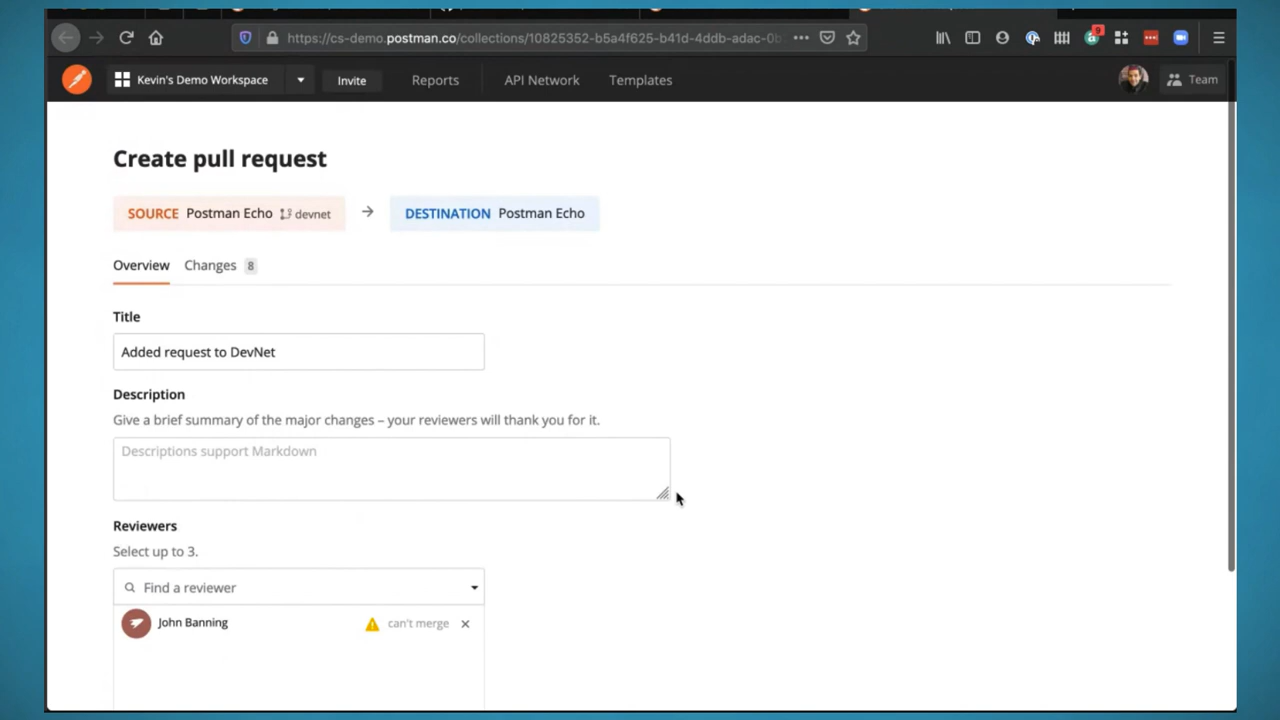 https://cs-demo.postman.co/collections/10825352-b5a4f625-b41d-4ddb-adac-0b
9
Kevin's Demo Workspace
Invite
Reports
API Network
Templates
Team
Create pull request
SOURCE Postman Echo devnet
DESTINATION Postman Echo
Overview
Changes 8
Title
Added request to DevNet
Description
Give a brief summary of the major changes – your reviewers will thank you for it.
Descriptions support Markdown
Reviewers
Select up to 3.
Find a reviewer
John Banning
can't merge